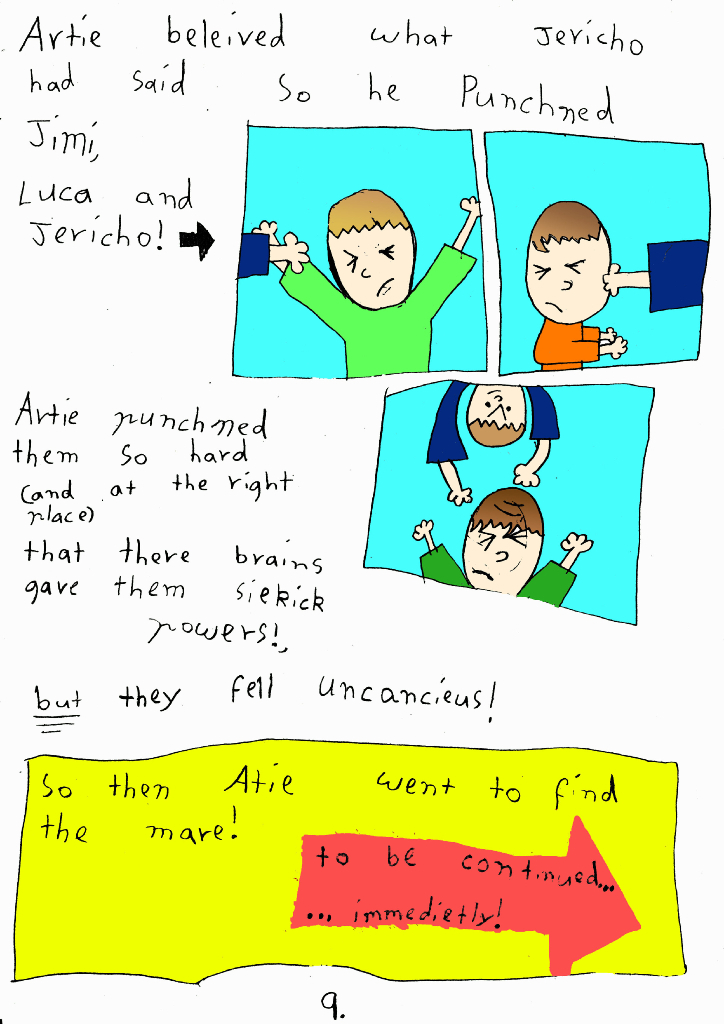 Artie beleived what Jericho
had said so he Punchned
Jimi,
Luca and
Jericho!
Artie punchned
them so hard
(and at the right
place)
that there brains
gave them siekick
powers!,
but they fell uncancieus!
So then Atie went to find
the mare!
to be continued...
... immedietly!
9.